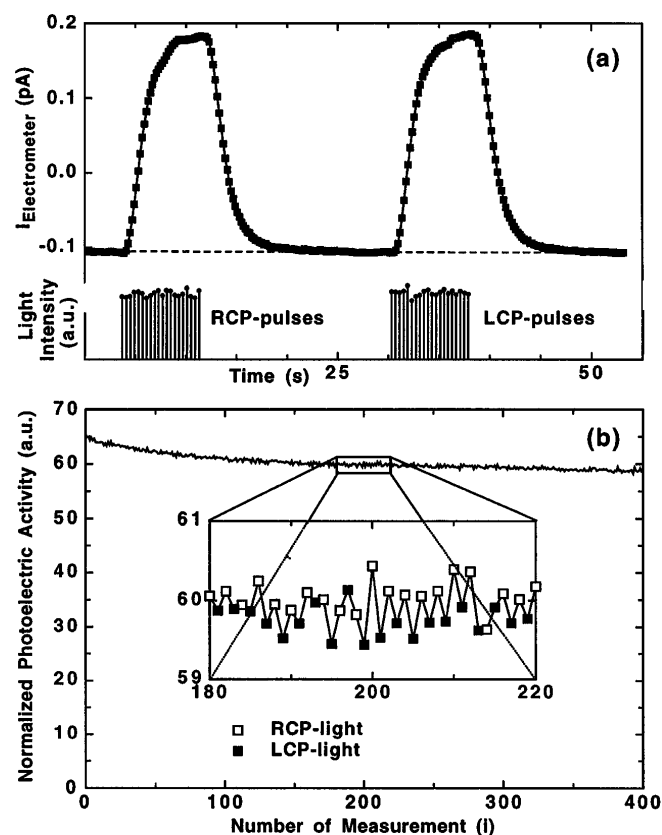 0.2
(a)
0.1
0.0
-0.1
I Electrometer (pA)
Light
Intensity
(a.u.)
RCP-pulses
LCP-pulses
Time (s)
25
50
70
(b)
60
50
40
30
20
10
0
Normalized Photoelectric Activity (a.u.)
61
60
59
180
200
220
RCP-light
LCP-light
0
100
200
300
400
Number of Measurement (i)